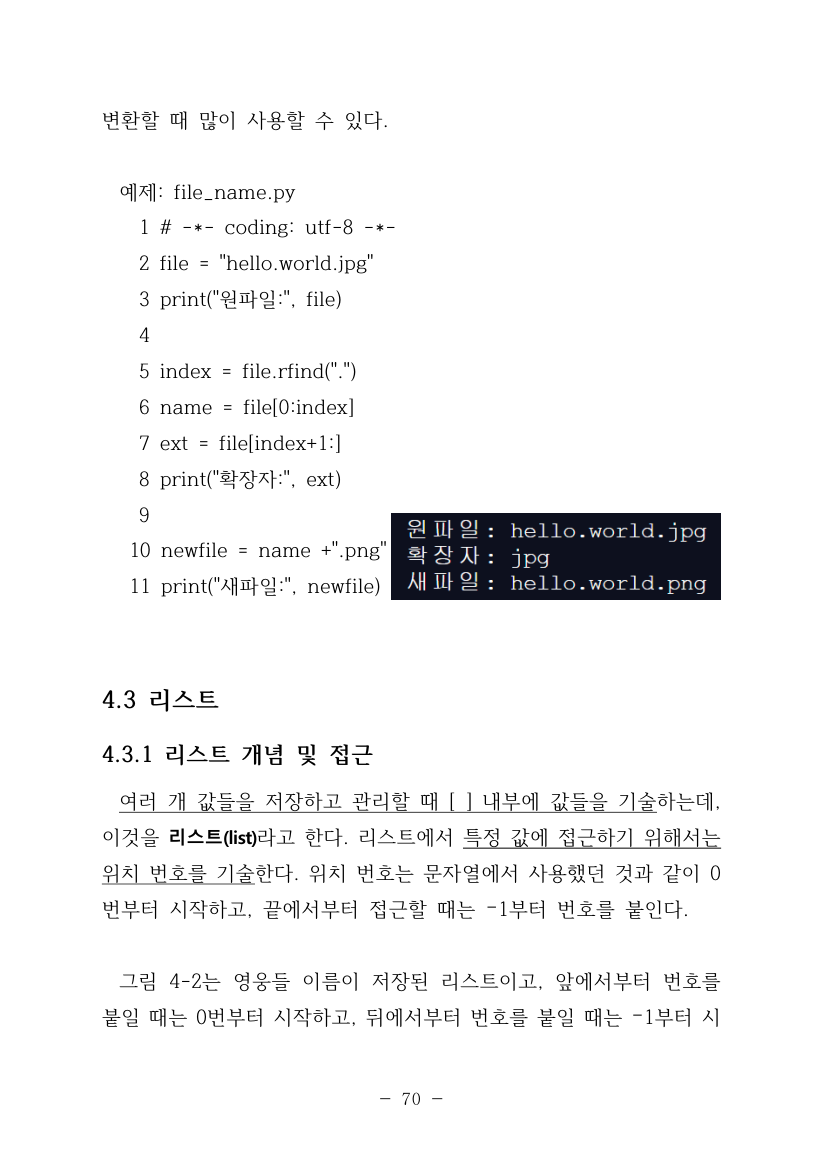 변환할 때 많이 사용할 수 있다.
예제: file_name.py
1 # -*- coding: utf-8 -*-
2 file = "hello.world.jpg"
3 print("원파일:", file)
4
5 index = file.rfind(".")
6 name = file[0:index]
7 ext = file[index+1:]
8 print("확장자:", ext)
9
10 newfile = name +".png"
11 print("새파일:", newfile)
원파일: hello.world.jpg
확장자: jpg
새파일: hello.world.png
4.3 리스트
4.3.1 리스트 개념 및 접근
여러 개 값들을 저장하고 관리할 때 [ ] 내부에 값들을 기술하는데,
이것을 리스트(list)라고 한다. 리스트에서 특정 값에 접근하기 위해서는
위치 번호를 기술한다. 위치 번호는 문자열에서 사용했던 것과 같이 0
번부터 시작하고, 끝에서부터 접근할 때는 -1부터 번호를 붙인다.
그림 4-2는 영웅들 이름이 저장된 리스트이고, 앞에서부터 번호를
붙일 때는 0번부터 시작하고, 뒤에서부터 번호를 붙일 때는 -1부터 시
- 70 -